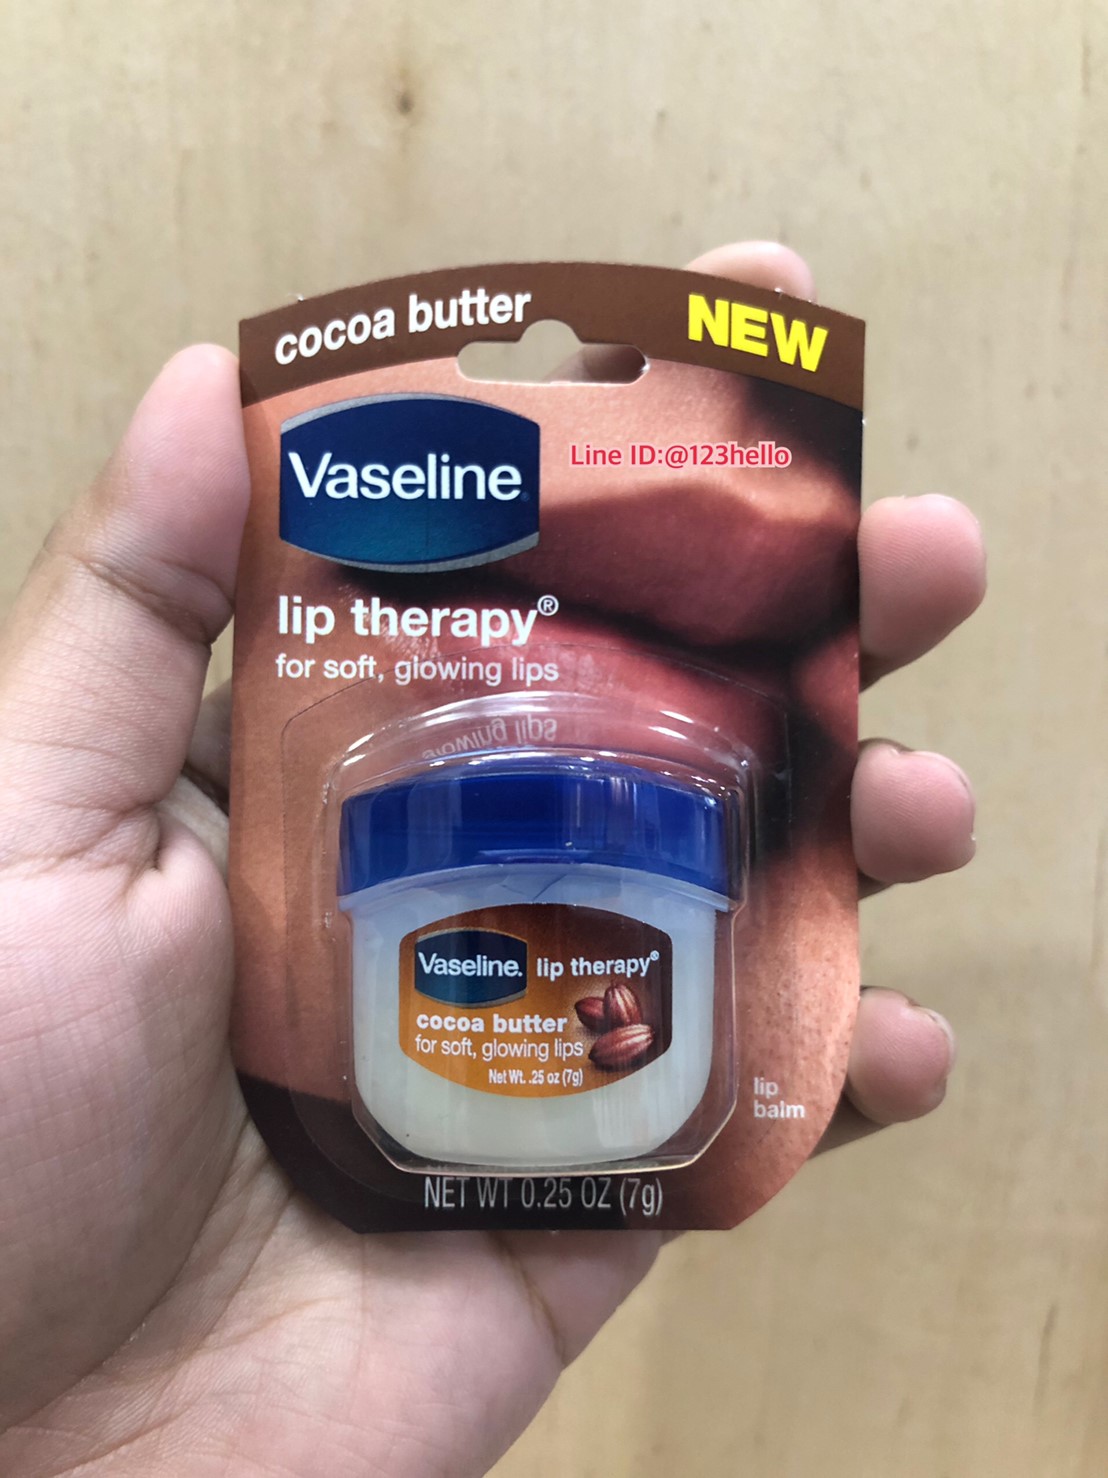 cocoa butter
NEW
Vaseline
Line ID:@123hello
lip therapy®
for soft, glowing lips
Vaseline. lip therapy®
cocoa butter
for soft, glowing lips
Net Wt. .25 oz (7g)
lip
balm
NET WT 0.25 OZ (7g)